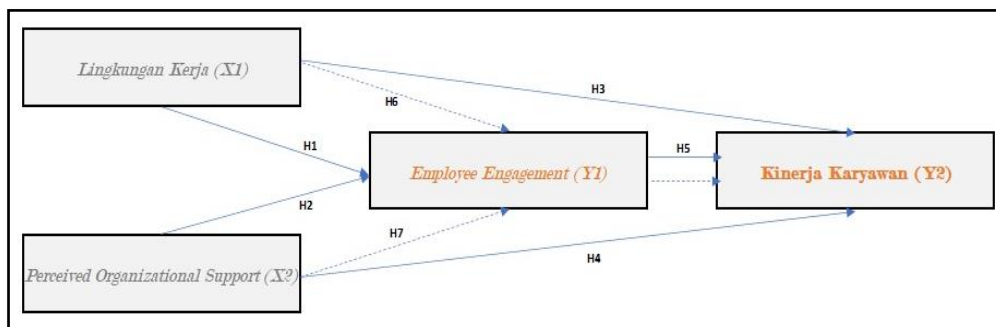 Lingkungan Kerja (X1)
H3
H6
H1
Employee Engagement (Y1)
H5
Kinerja Karyawan (Y2)
H2
H7
H4
Perceived Organizational Support (X2)